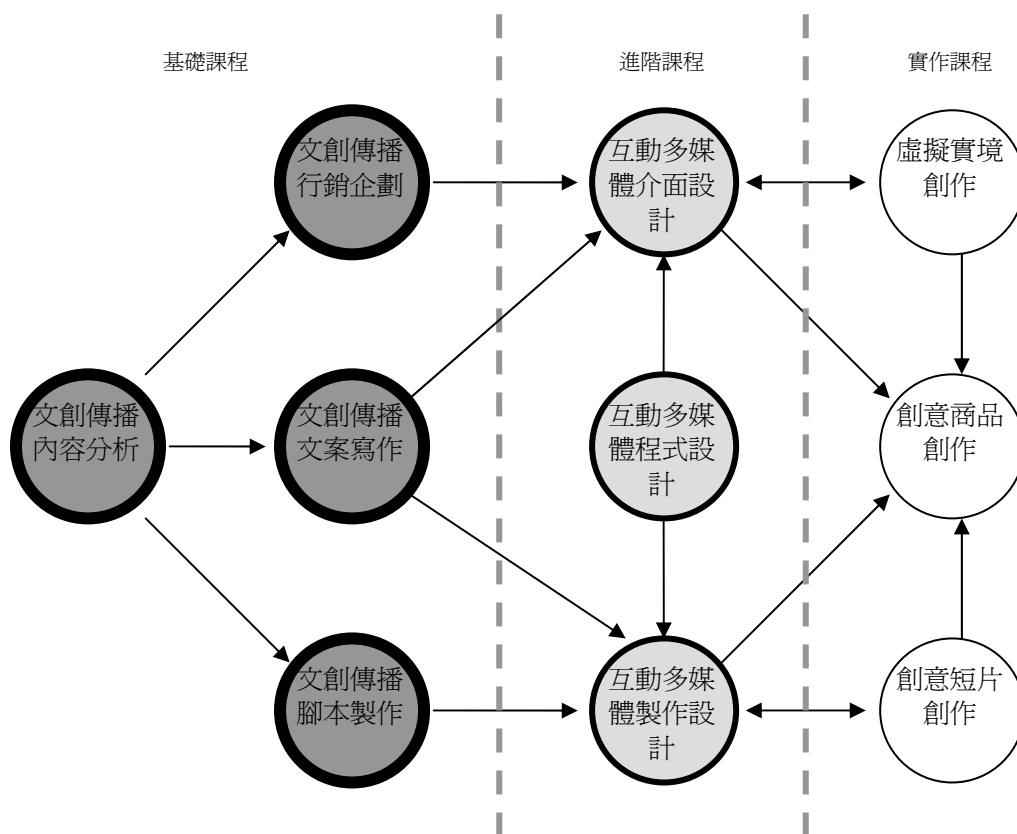 基礎課程
進階課程
實作課程
文創傳播
行銷企劃
互動多媒
體介面設
計
虛擬實境
創作
文創傳播
內容分析
文創傳播
文案寫作
互動多媒
體程式設
計
創意商品
創作
文創傳播
腳本製作
互動多媒
體製作設
計
創意短片
創作